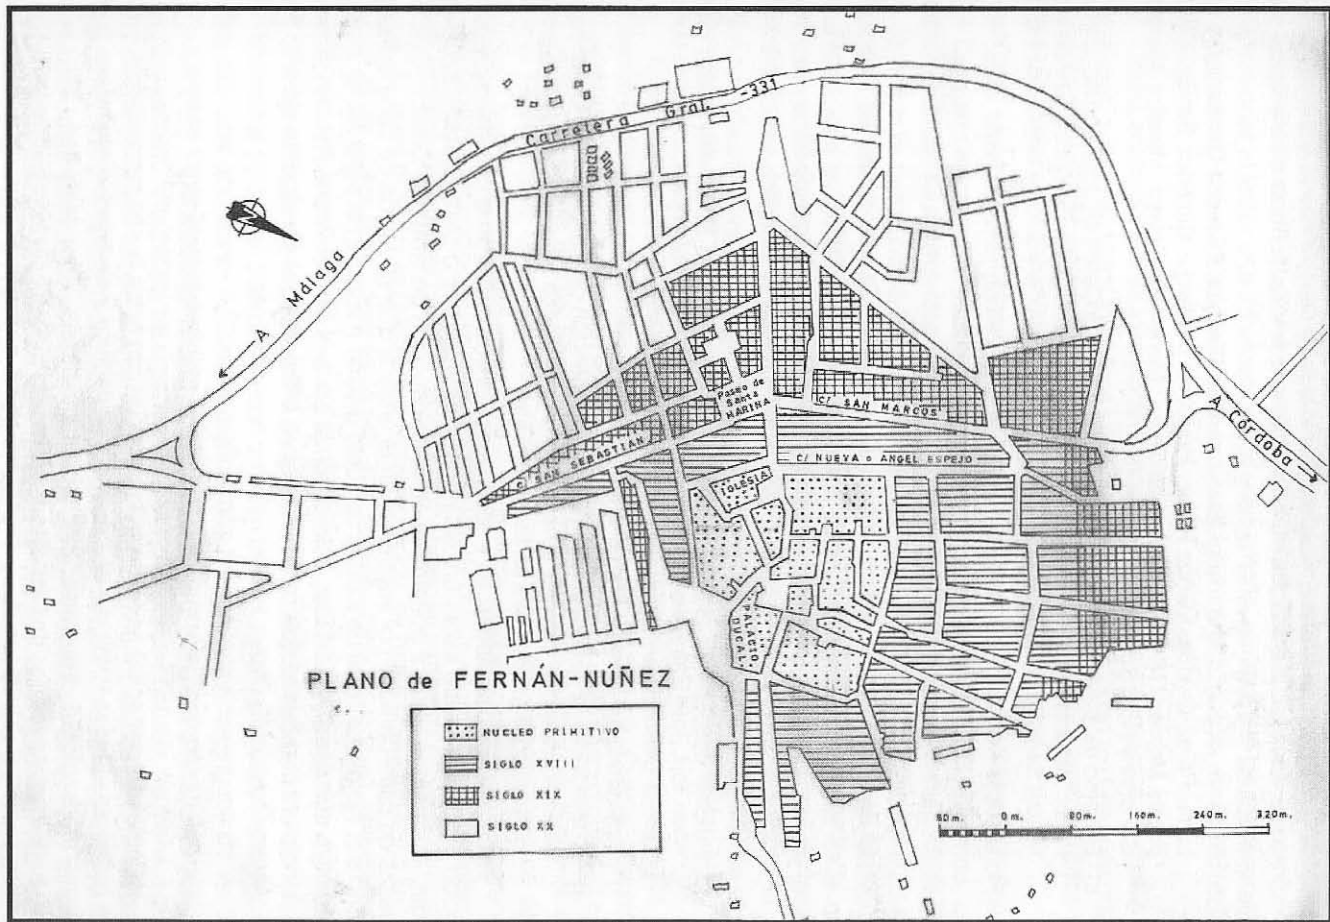 Carretera Gral. -331
A Málaga
N
Paseo de
Santa
MARINA
C/ SAN MARCOS
C/ SAN SEBASTIAN
C/ NUEVA o ANGEL ESPEJO
A Córdoba
IGLESIA
PALACIO
DUCAL
PLANO de FERNÁN-NÚÑEZ
NUCLEO PRIMITIVO
SIGLO XVIII
SIGLO XIX
SIGLO XX
80m. 0m. 80m. 160m. 240m. 320m.